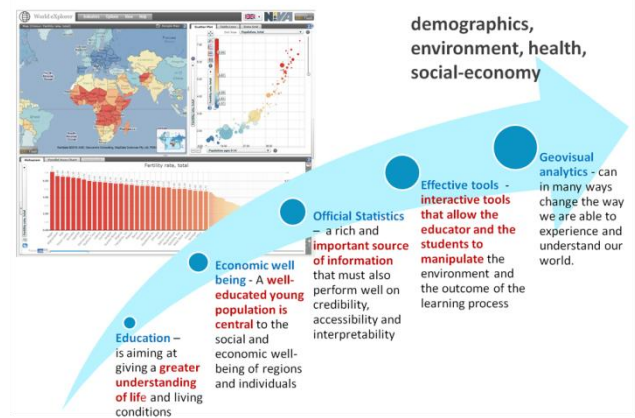 World eXplorer
NComVA
Fertility rate, total
demographics,
environment, health,
social-economy
Education –
is aiming at
giving a greater
understanding
of life and living
conditions
Economic well
being - A well-
educated young
population is
central to the
social and
economic well-
being of regions
and individuals
Official Statistics
– a rich and
important source
of information
that must also
perform well on
credibility,
accessibility and
interpretability
Effective tools -
interactive tools
that allow the
educator and the
students to
manipulate the
environment and
the outcome of the
learning process
Geovisual
analytics - can
in many ways
change the way
we are able to
experience and
understand our
world.